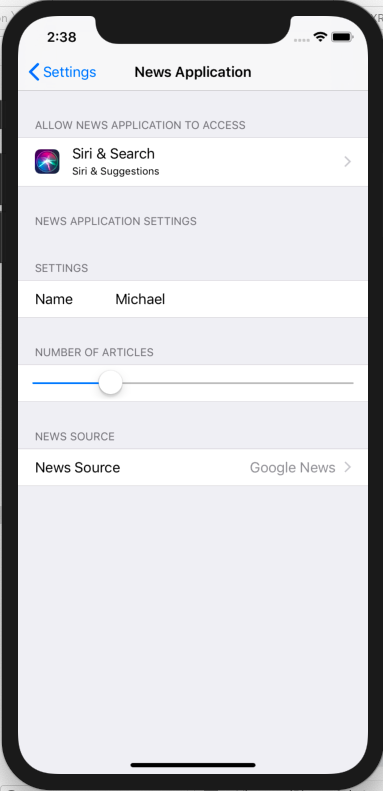 2:38
Settings
News Application
ALLOW NEWS APPLICATION TO ACCESS
Siri & Search
Siri & Suggestions
NEWS APPLICATION SETTINGS
SETTINGS
Name Michael
NUMBER OF ARTICLES
NEWS SOURCE
News Source Google News